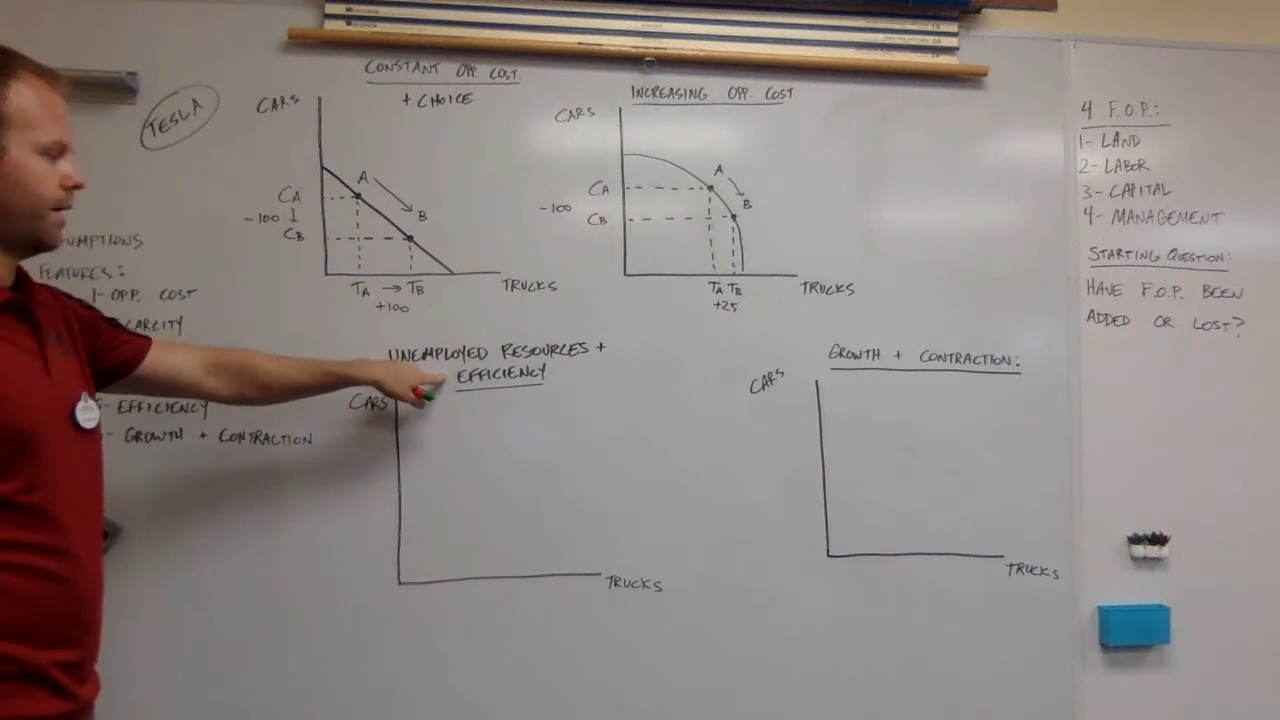 CONSTANT OPP. COST
+ CHOICE
TESLA
CARS
A
B
CA
-100 ↓
CB
TA → TB
+100
TRUCKS
INCREASING OPP. COST
CARS
A
B
CA
-100
CB
TA TB
+25
TRUCKS
UMPTIONS
FEATURES:
1- OPP. COST
CARCITY
5- EFFICIENCY
- GROWTH + CONTRACTION
UNEMPLOYED RESOURCES +
EFFICIENCY
CARS
TRUCKS
GROWTH + CONTRACTION:
CARS
TRUCKS
4 F.O.P.:
1- LAND
2- LABOR
3- CAPITAL
4- MANAGEMENT
STARTING QUESTION:
HAVE F.O.P. BEEN
ADDED OR LOST?